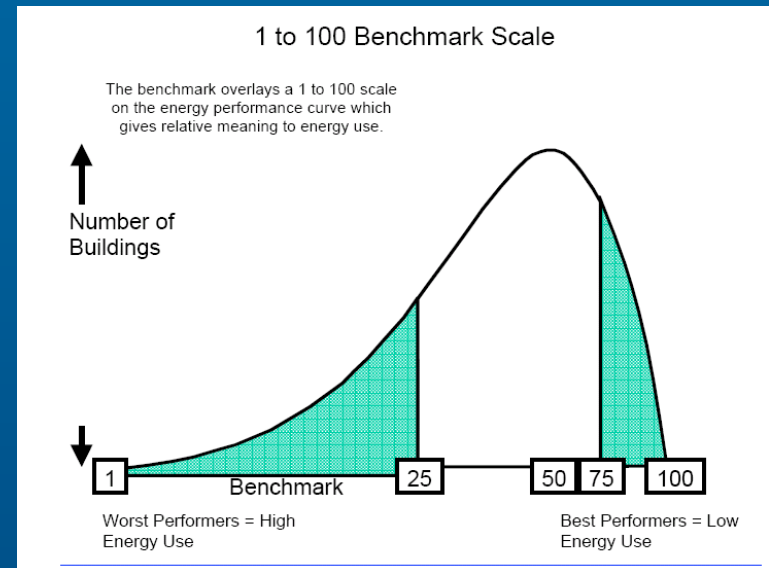 1 to 100 Benchmark Scale
The benchmark overlays a 1 to 100 scale
on the energy performance curve which
gives relative meaning to energy use.
Number of
Buildings
1
Benchmark
25
50
75
100
Worst Performers = High
Energy Use
Best Performers = Low
Energy Use